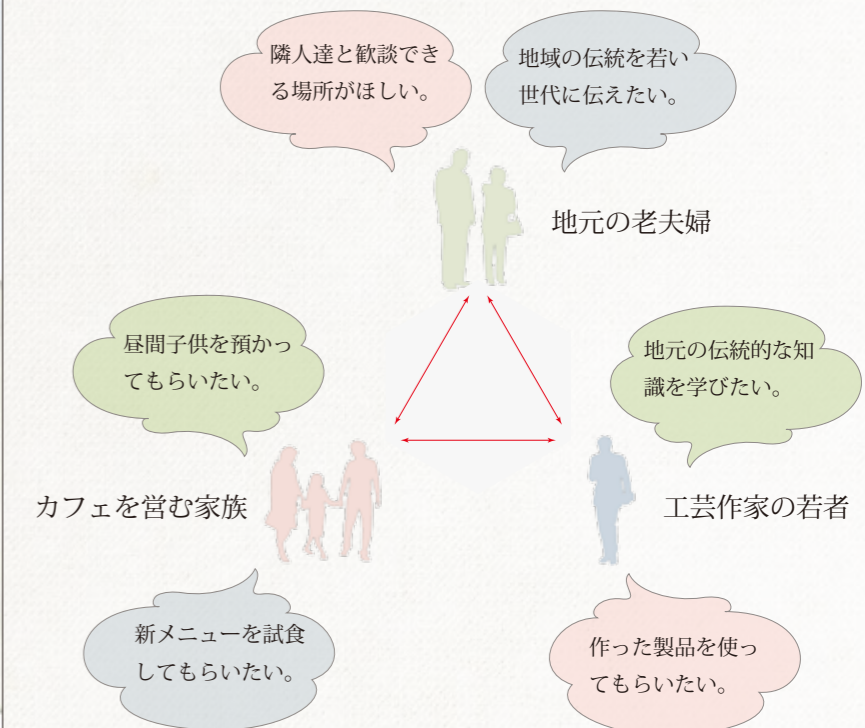 隣人達と歓談でき
る場所がほしい。
地域の伝統を若い
世代に伝えたい。
地元の老夫婦
昼間子供を預かっ
てもらいたい。
地元の伝統的な知
識を学びたい。
カフェを営む家族
工芸作家の若者
新メニューを試食
してもらいたい。
作った製品を使っ
てもらいたい。